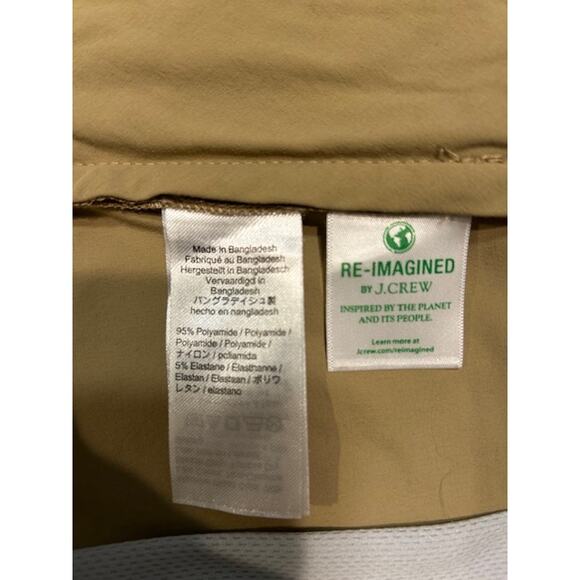 Made in Bangladesh
Fabriqué au Bangladesh
Hergestellt in Bangladesch
Vervaardigd in
Bangladesh
バングラデイシュ製
hecho en nangladesh
95% Polyamide / Polyamide /
Polyamide / Polyamide /
ナイロン / pcliamida
5% Elastane / Elasthanne /
Elastan / Elastaan / ポリウ
レタン / elastano
RE-IMAGINED
BY J.CREW
INSPIRED BY THE PLANET
AND ITS PEOPLE.
Learn more at
Jcrew.com/reimagined